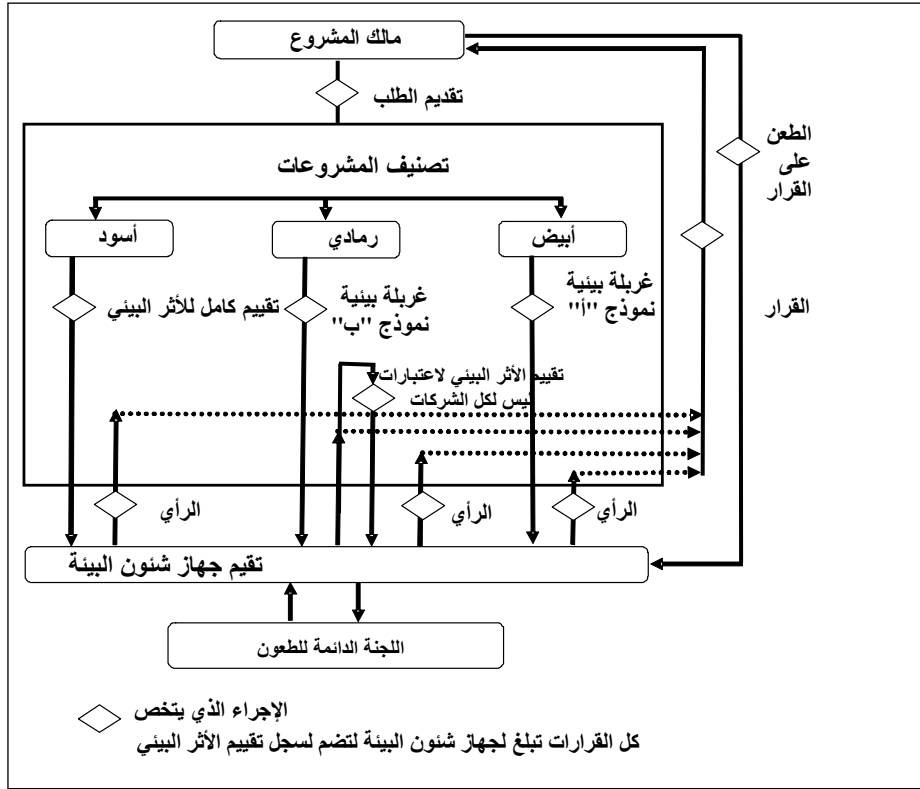 مالك المشروع
تقديم الطلب
الطعن
على
القرار
تصنيف المشروعات
أبيض
رمادي
أسود
غربلة بيئية
نموذج "أ"
غربلة بيئية
نموذج "ب"
تقييم كامل للأثر البيئي
القرار
تقييم الأثر البيئي لاعتبارات
ليس لكل الشركات
الرأي
الرأي
الرأي
تقيم جهاز شئون البيئة
اللجنة الدائمة للطعون
الإجراء الذي يتخص
كل القرارات تبلغ لجهاز شئون البيئة لتضم لسجل تقييم الأثر البيئي